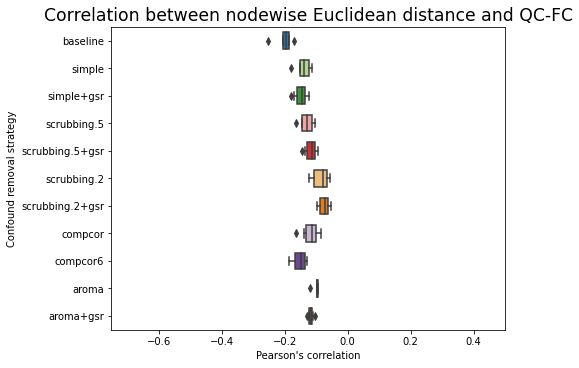 Correlation between nodewise Euclidean distance and QC-FC
baseline
simple
simple+gsr
scrubbing.5
scrubbing.5+gsr
scrubbing.2
scrubbing.2+gsr
compcor
compcor6
aroma
aroma+gsr
Confound removal strategy
−0.6 −0.4 −0.2 0.0 0.2 0.4
Pearson's correlation